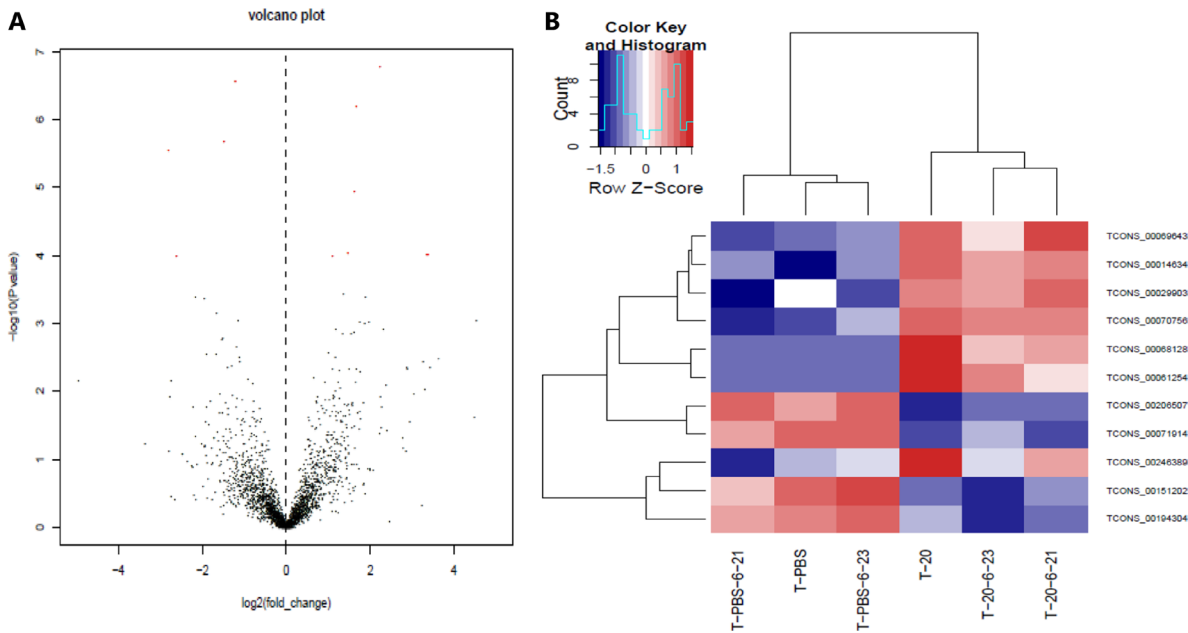 A
volcano plot
7
6
5
4
3
2
1
0
-log10(Pvalue)
−4
−2
0
2
4
log2(fold_change)
B
Color Key
and Histogram
Count
0
4
8
−1.5
0
1
Row Z−Score
TCONS_00069643
TCONS_00014634
TCONS_00029903
TCONS_00070756
TCONS_00068128
TCONS_00061254
TCONS_00206507
TCONS_00071914
TCONS_00246389
TCONS_00151202
TCONS_00194304
T−PBS−6−21
T−PBS
T−PBS−6−23
T−20
T−20−6−23
T−20−6−21